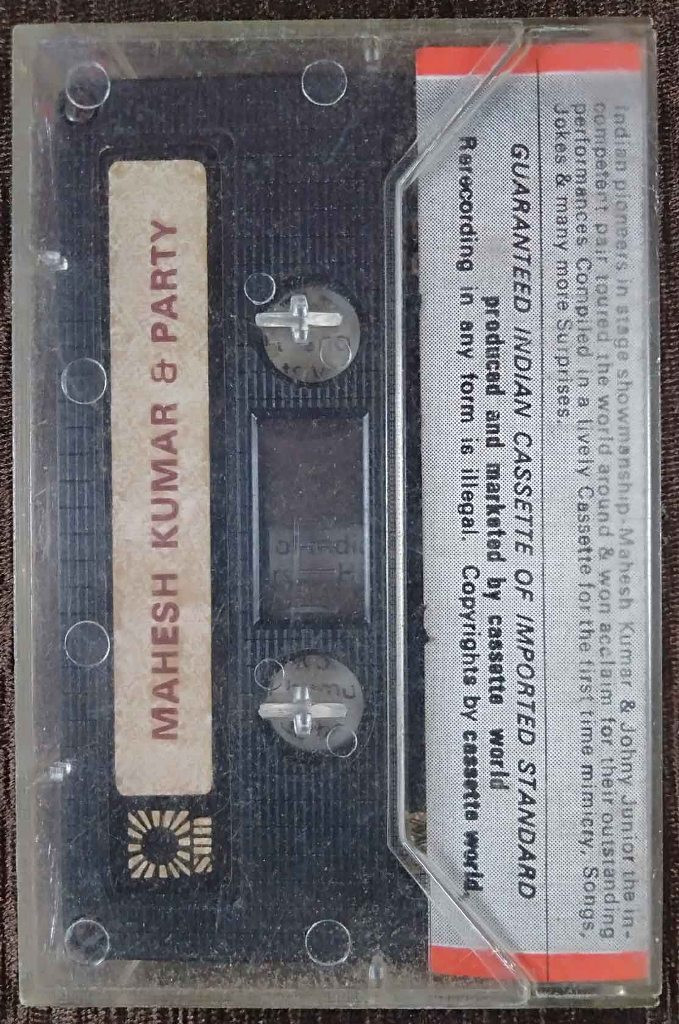 MAHESH KUMAR & PARTY
sun
Indian pioneers in stage showmanship. Mahesh Kumar & Johny Junior the in-
competent pair toured the world around & won acclaim for their outstanding
performances Compiled in a lively Cassette for the first time mimicry, Songs,
Jokes & many more Surprises.
GUARANTEED INDIAN CASSETTE OF IMPORTED STANDARD
produced and marketed by cassette world
Rerecording in any form is illegal. Copyrights by cassette world,